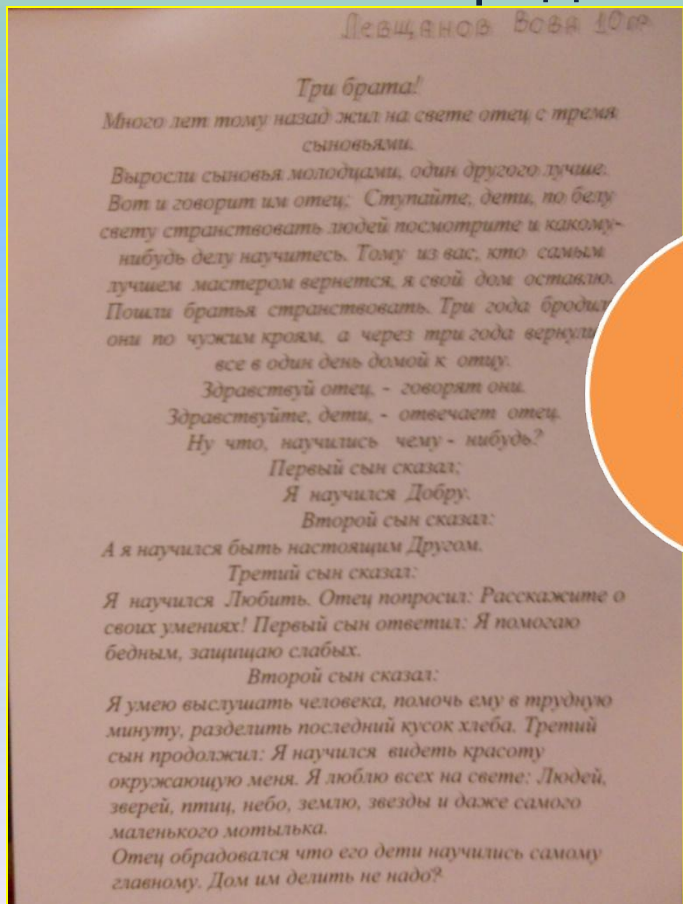 Левщанов Вова 10
Три брата!
Много лет тому назад жил на свете отец с тремя
сыновьями.
Выросли сыновья молодцами, один другого лучше.
Вот и говорит им отец: Ступайте, дети, по белу
свету странствовать людей посмотрите и какому-
нибудь делу научитесь. Тому из вас, кто самым
лучшем мастером вернется, я свой дом оставлю.
Пошли братья странствовать. Три года
они по чужим кроям, а через три года
все в один день домой к отцу.
Здравствуй отец, - говорят они.
Здравствуйте, дети, - отвечает отец.
Ну что, научились чему - нибудь?
Первый сын сказал:
Я научился Добру.
Второй сын сказал:
А я научился быть настоящим Другом.
Третий сын сказал:
Я научился Любить. Отец попросил: Расскажите о
своих умениях! Первый сын ответил: Я помогаю
бедным, защищаю слабых.
Второй сын сказал:
Я умею выслушать человека, помочь ему в трудную
минуту, разделить последний кусок хлеба. Третий
сын продолжил: Я научился видеть красоту
окружающую меня. Я люблю всех на свете: Людей,
зверей, птиц, небо, землю, звезды и даже самого
маленького мотылька.
Отец обрадовался что его дети научились самому
главному. Дом им делить не надо?